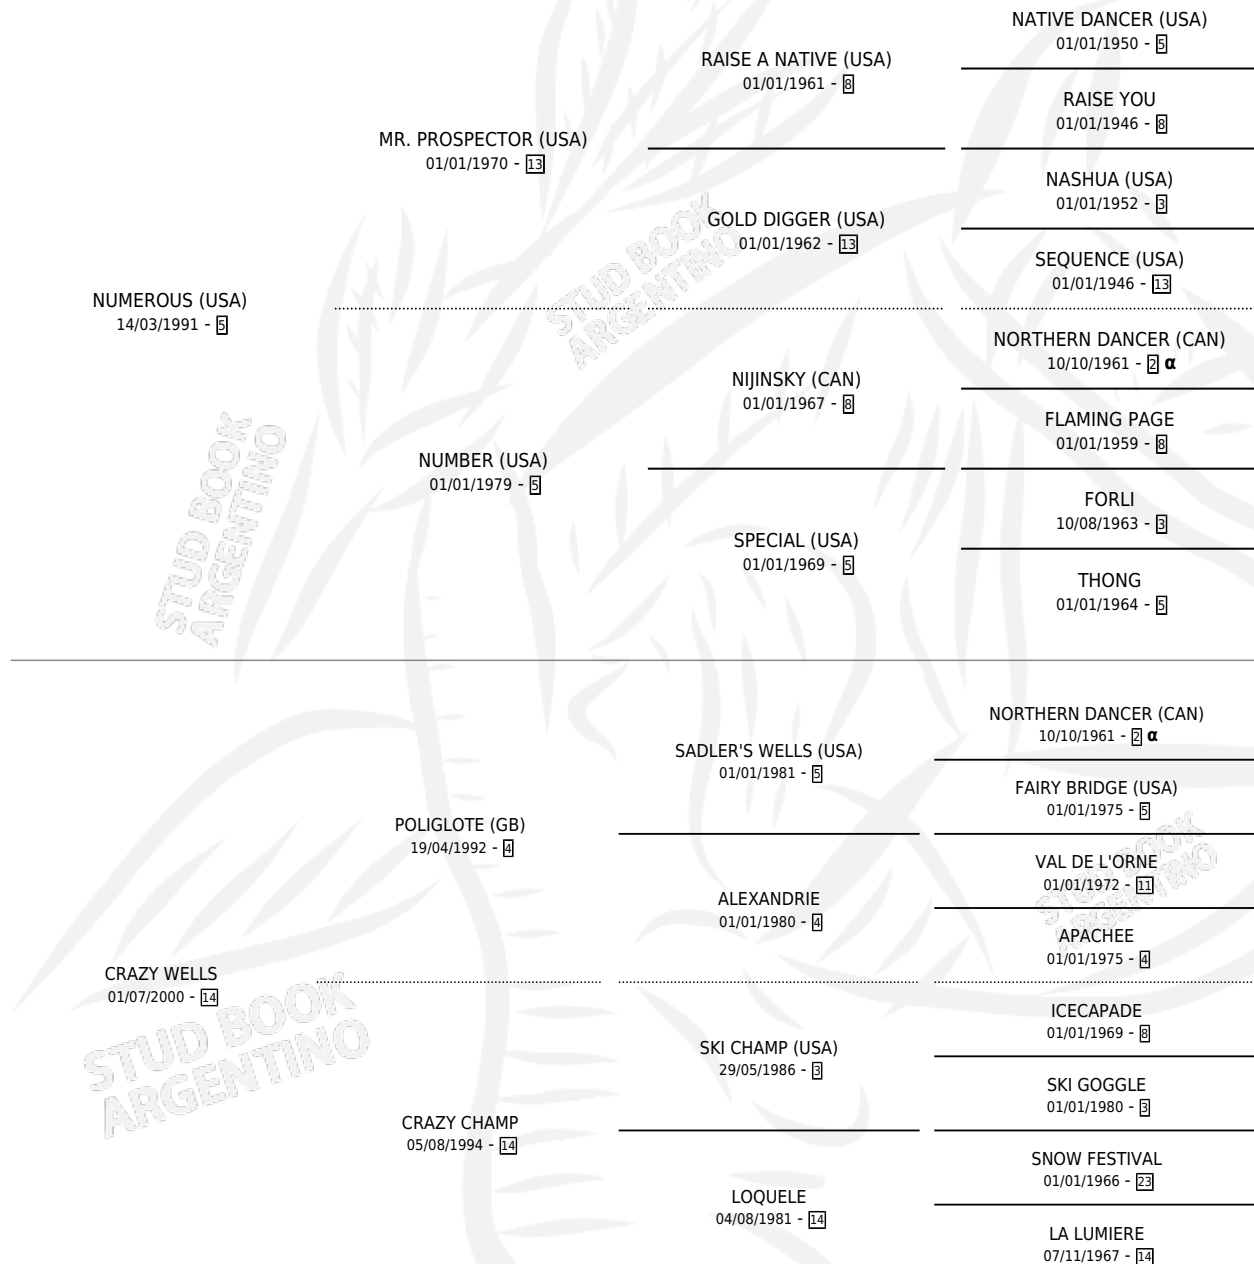 NATIVE DANCER (USA)
01/01/1950 - 5
RAISE A NATIVE (USA)
01/01/1961 - 8
RAISE YOU
01/01/1946 - 8
MR. PROSPECTOR (USA)
01/01/1970 - 13
NASHUA (USA)
01/01/1952 - 3
GOLD DIGGER (USA)
01/01/1962 - 13
SEQUENCE (USA)
01/01/1946 - 13
NUMEROUS (USA)
14/03/1991 - 5
STUD BOOK
ARGENTINO
NORTHERN DANCER (CAN)
10/10/1961 - 2 α
NIJINSKY (CAN)
01/01/1967 - 8
FLAMING PAGE
01/01/1959 - 8
NUMBER (USA)
01/01/1979 - 5
FORLI
10/08/1963 - 3
SPECIAL (USA)
01/01/1969 - 5
THONG
01/01/1964 - 5
STUD BOOK
ARGENTINO
NORTHERN DANCER (CAN)
10/10/1961 - 2 α
SADLER'S WELLS (USA)
01/01/1981 - 5
FAIRY BRIDGE (USA)
01/01/1975 - 5
POLIGLOTE (GB)
19/04/1992 - 4
VAL DE L'ORNE
01/01/1972 - 11
STUD BOOK
ARGENTINO
ALEXANDRIE
01/01/1980 - 4
APACHEE
01/01/1975 - 4
CRAZY WELLS
01/07/2000 - 14
STUD BOOK
ARGENTINO
ICECAPADE
01/01/1969 - 8
SKI CHAMP (USA)
29/05/1986 - 3
SKI GOGGLE
01/01/1980 - 3
CRAZY CHAMP
05/08/1994 - 14
SNOW FESTIVAL
01/01/1966 - 23
LOQUELE
04/08/1981 - 14
LA LUMIERE
07/11/1967 - 14